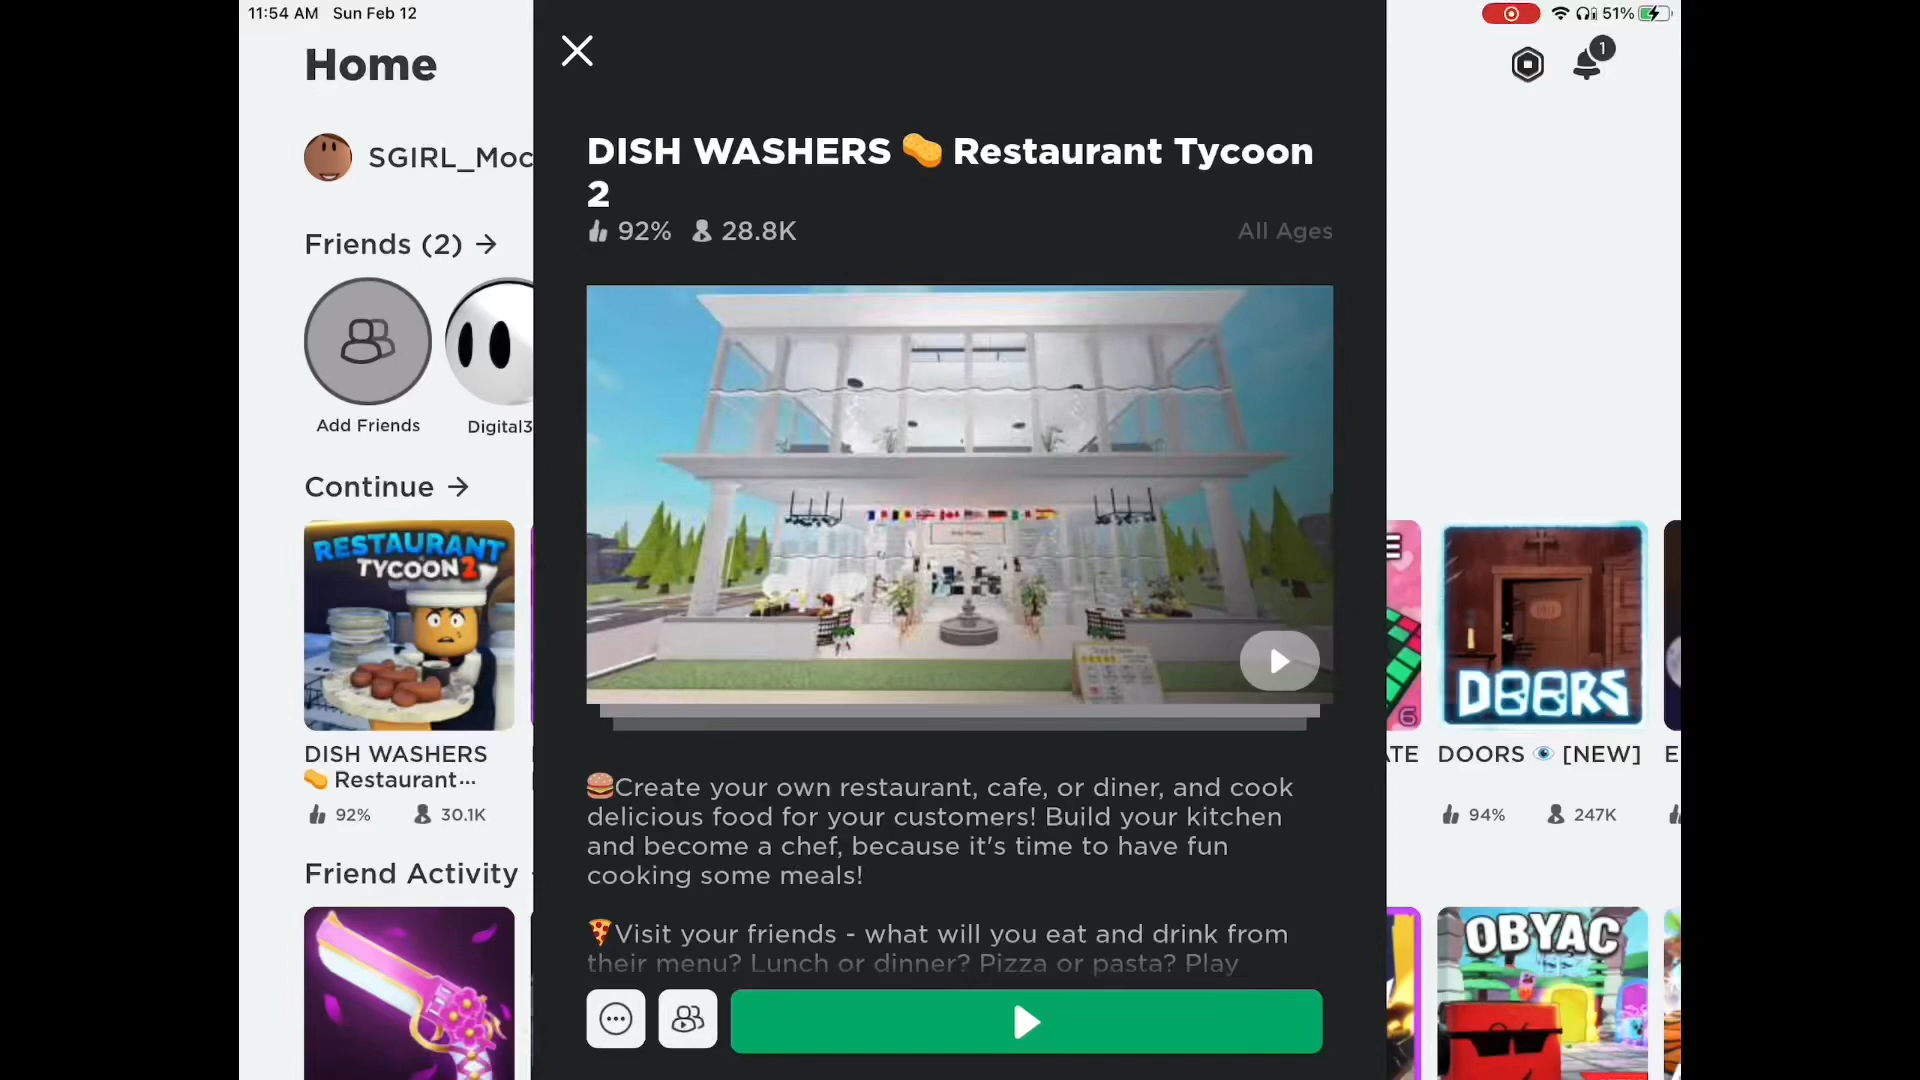 11:54 AM Sun Feb 12
51%
Home
1
SGIRL_Moc
Friends (2)
Add Friends
Digital3
Continue
RESTAURANT
TYCOON 2
DISH WASHERS
Restaurant...
92% 30.1K
Friend Activity
DISH WASHERS Restaurant Tycoon
2
92% 28.8K
All Ages
Create your own restaurant, cafe, or diner, and cook
delicious food for your customers! Build your kitchen
and become a chef, because it's time to have fun
cooking some meals!
Visit your friends - what will you eat and drink from
their menu? Lunch or dinner? Pizza or pasta? Play
E
6
ATE
DOORS
DOORS [NEW]
94% 247K
E
OBYAC